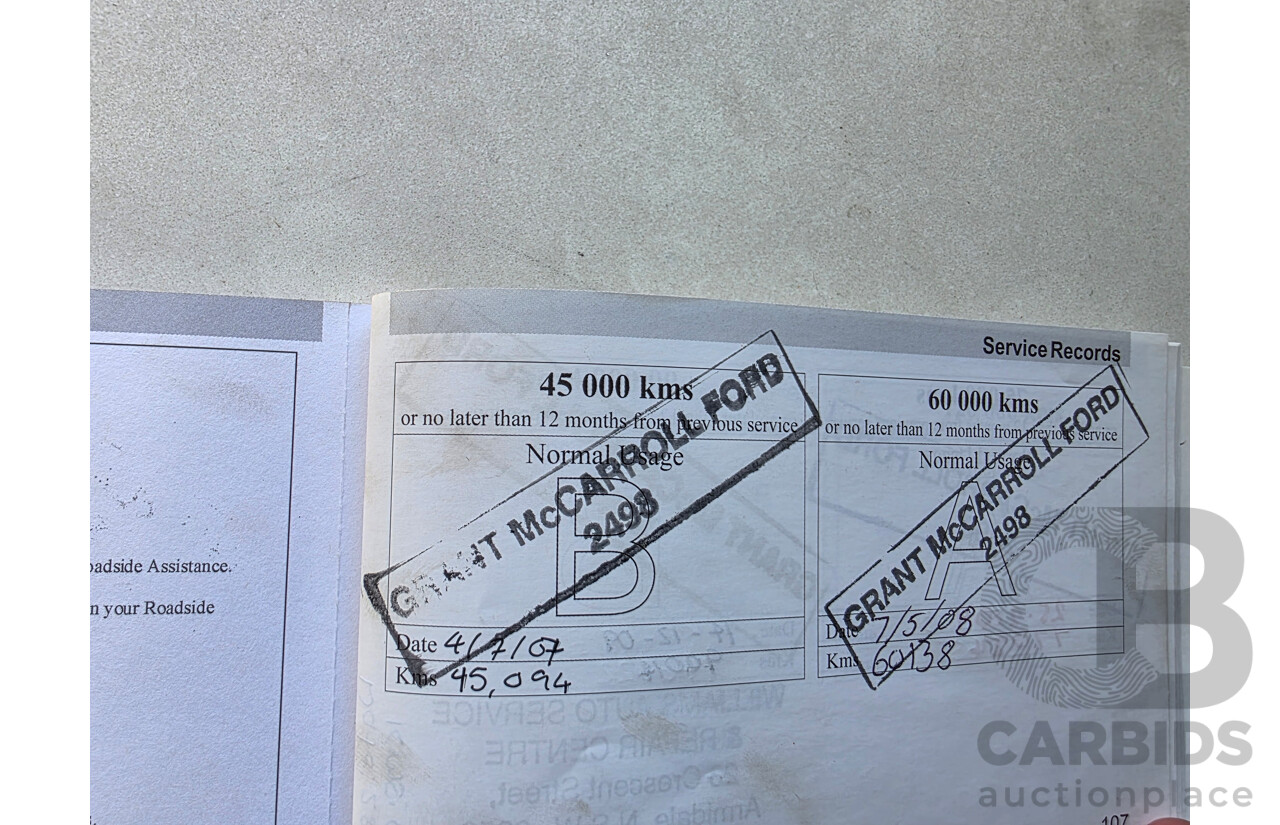 adside Assistance.
n your Roadside
Service Records
45 000 kms
or no later than 12 months from previous service
Normal Usage
B
GRANT McCARROLL FORD
2498
Date 4/7/07
Kms 45,094
60 000 kms
or no later than 12 months from previous service
Normal Usage
A
GRANT McCARROLL FORD
2498
Date 7/5/08
Kms 60138
WILLIAMS AUTO SERVICE
& REPAIR CENTRE
Crescent Street,
Armidale, N.S.W.
107
CARBIDS
auctionplace